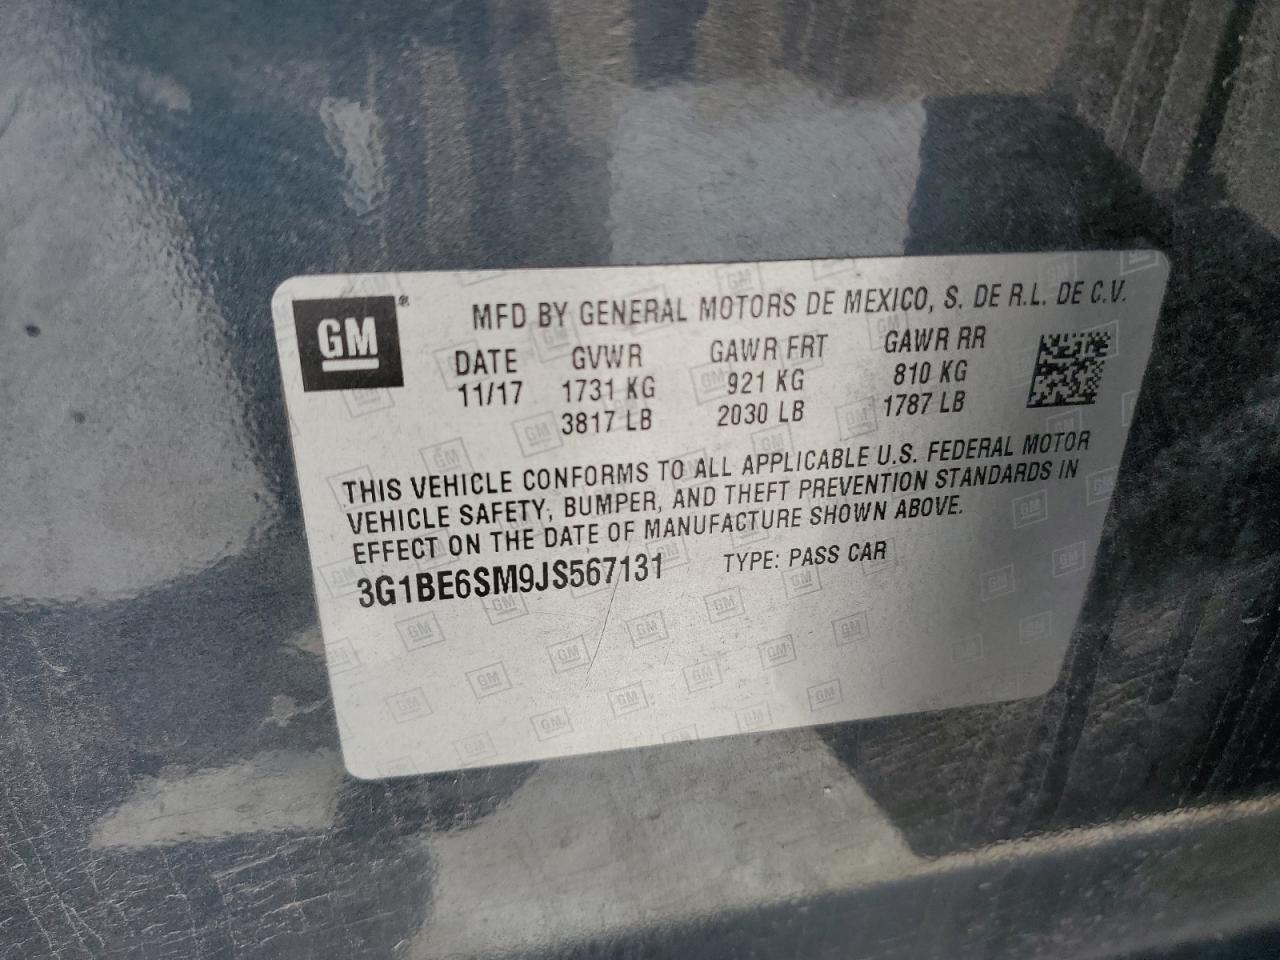 GM®
MFD BY GENERAL MOTORS DE MEXICO, S. DE R.L. DE C.V.
DATE GVWR GAWR FRT GAWR RR
11/17 1731 KG 921 KG 810 KG
3817 LB 2030 LB 1787 LB
THIS VEHICLE CONFORMS TO ALL APPLICABLE U.S. FEDERAL MOTOR
VEHICLE SAFETY, BUMPER, AND THEFT PREVENTION STANDARDS IN
EFFECT ON THE DATE OF MANUFACTURE SHOWN ABOVE.
3G1BE6SM9JS567131 TYPE: PASS CAR